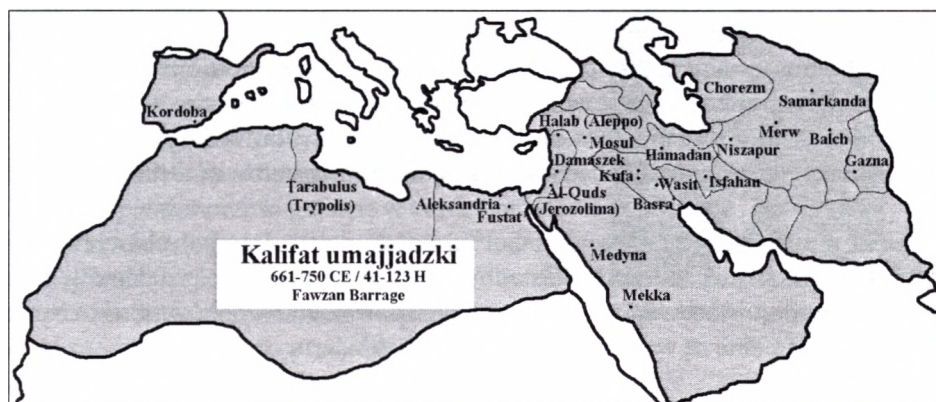 Kordoba
Tarabulus
(Trypolis)
Aleksandria
Fustat
Halab (Aleppo)
Mosul
Damaszek
Al-Quds
(Jerozolima)
Kufa
Wasit
Basra
Hamadan
Isfahan
Niszapur
Chorezm
Samarkanda
Merw
Balch
Gazna
Medyna
Mekka
Kalifat umajjadzki
661-750 CE / 41-123 H
Fawzan Barrage